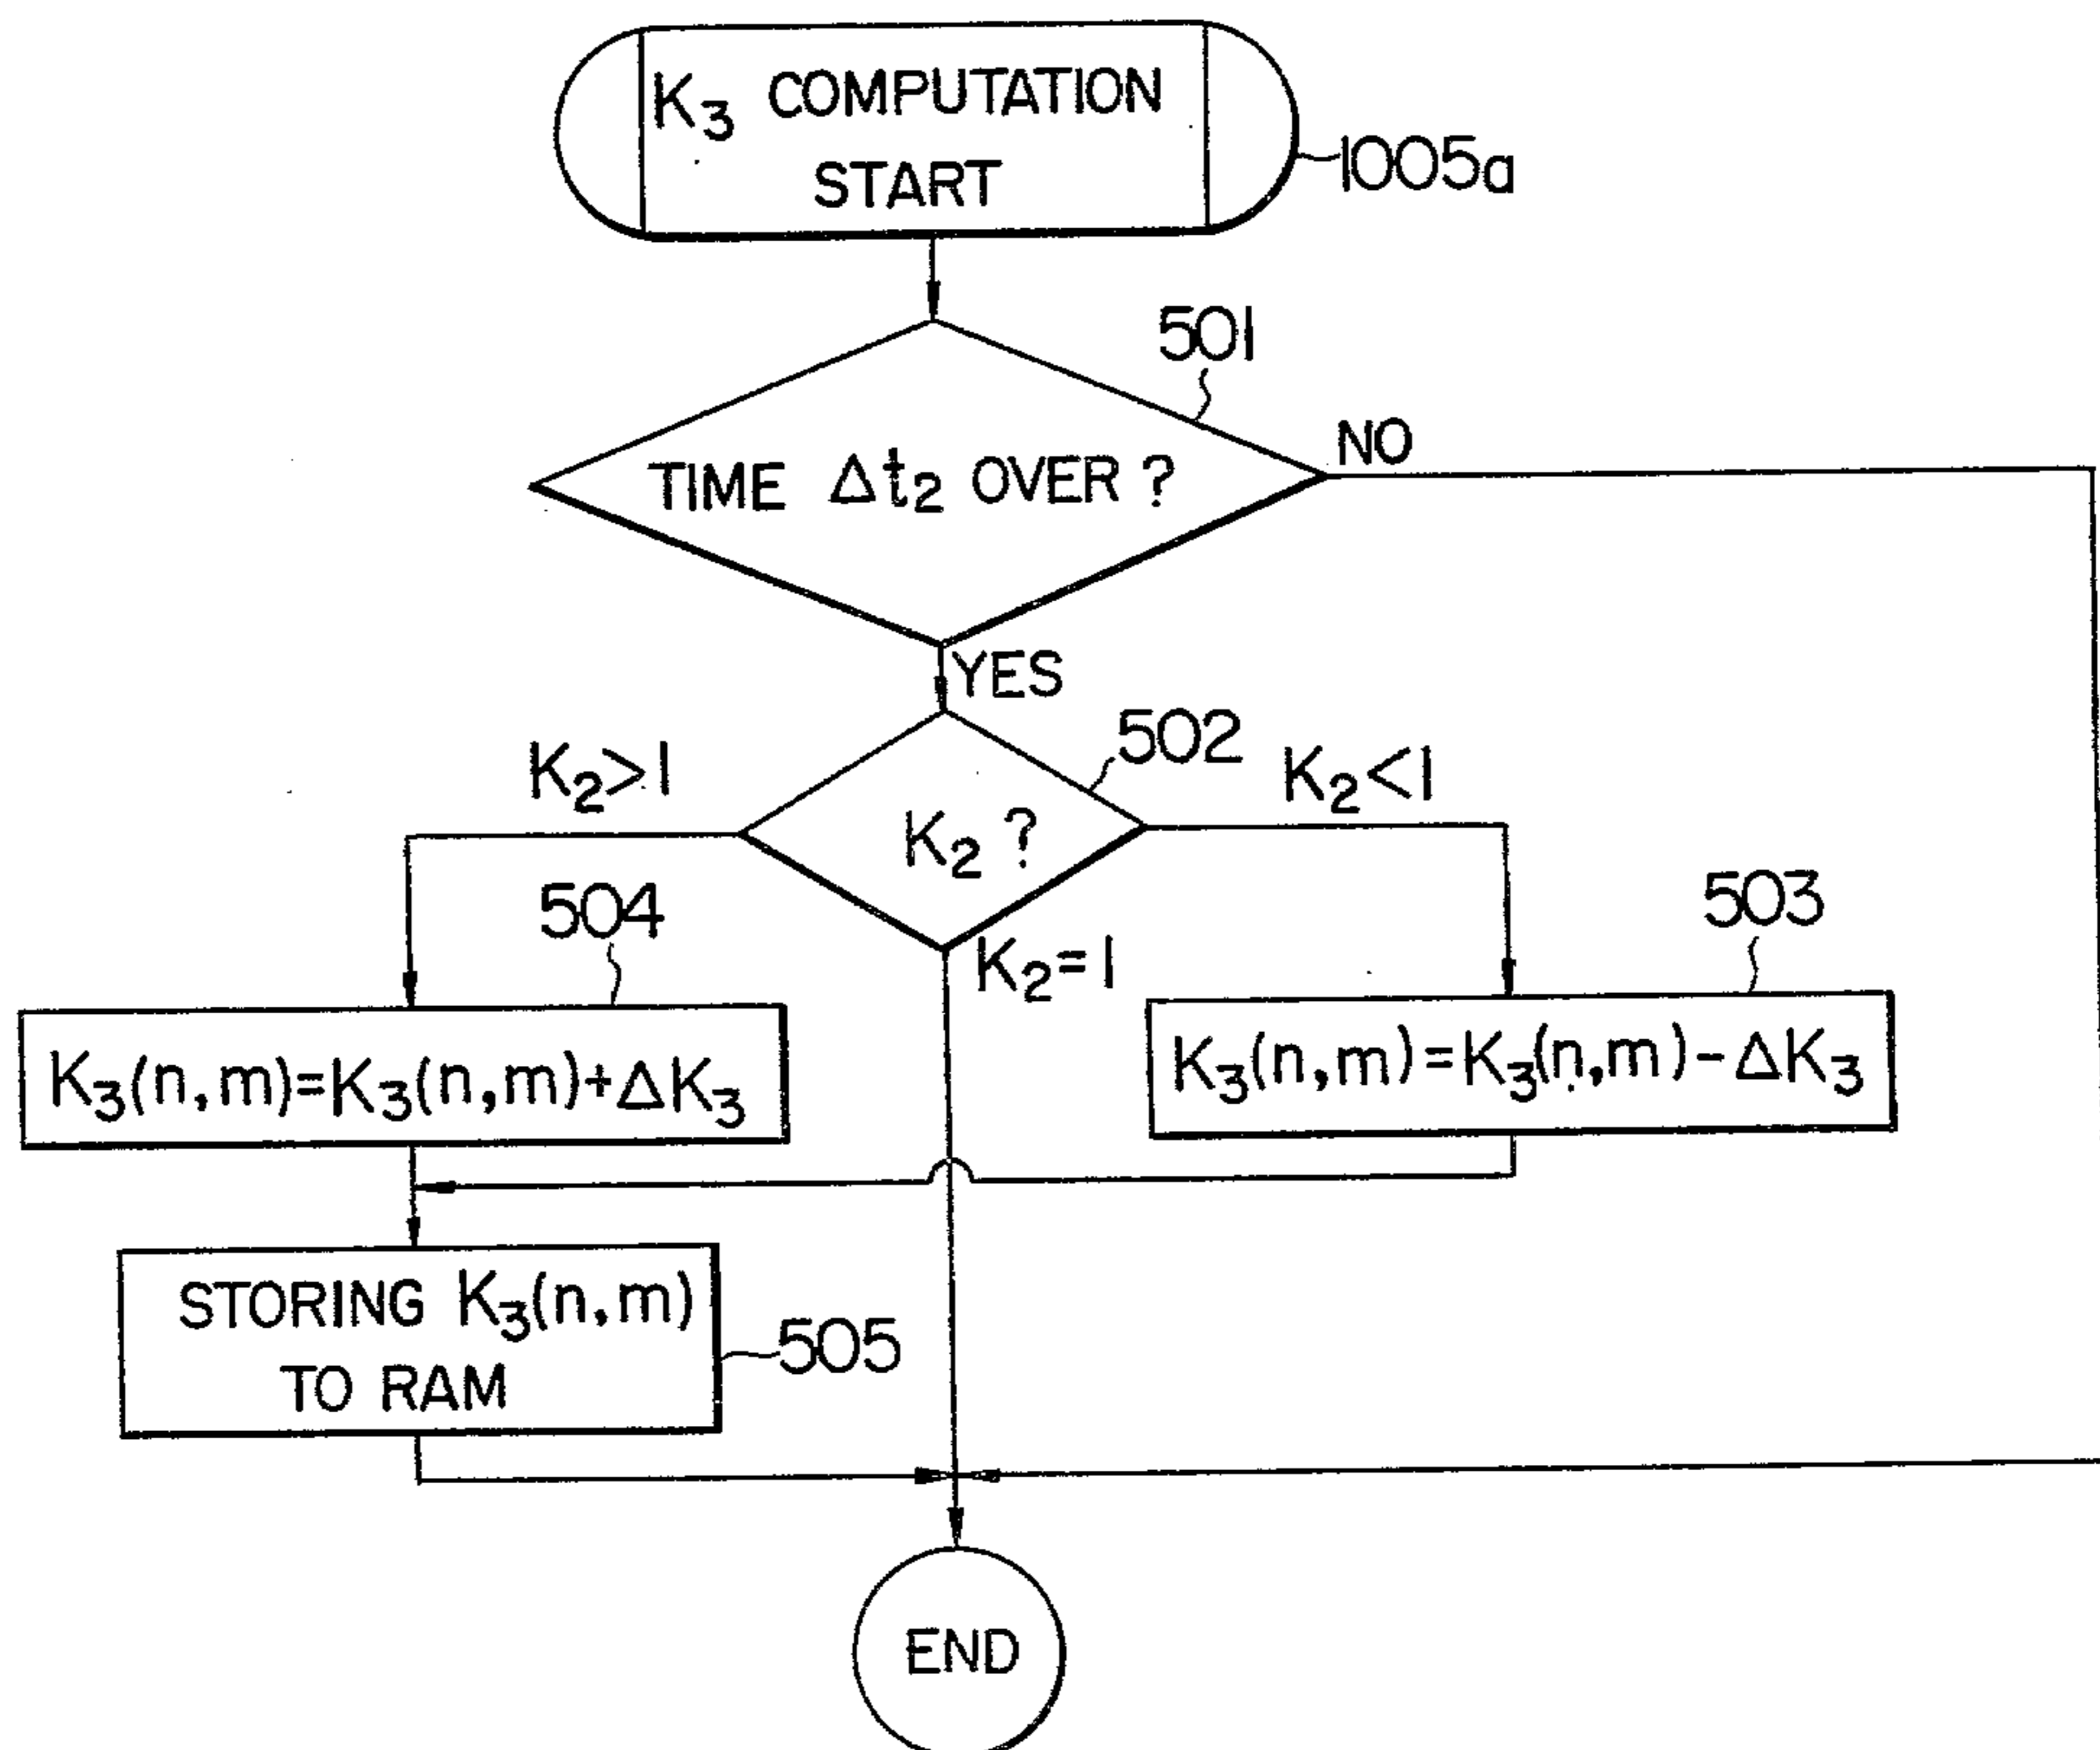 K₃ COMPUTATION
START
1005a
501
TIME Δt₂ OVER ?
NO
YES
502
K₂>1
K₂ ?
K₂<1
504
503
K₂=1
K₃(n,m)=K₃(n,m)+ΔK₃
K₃(n,m)=K₃(n,m)-ΔK₃
STORING K₃(n,m)
TO RAM
505
END